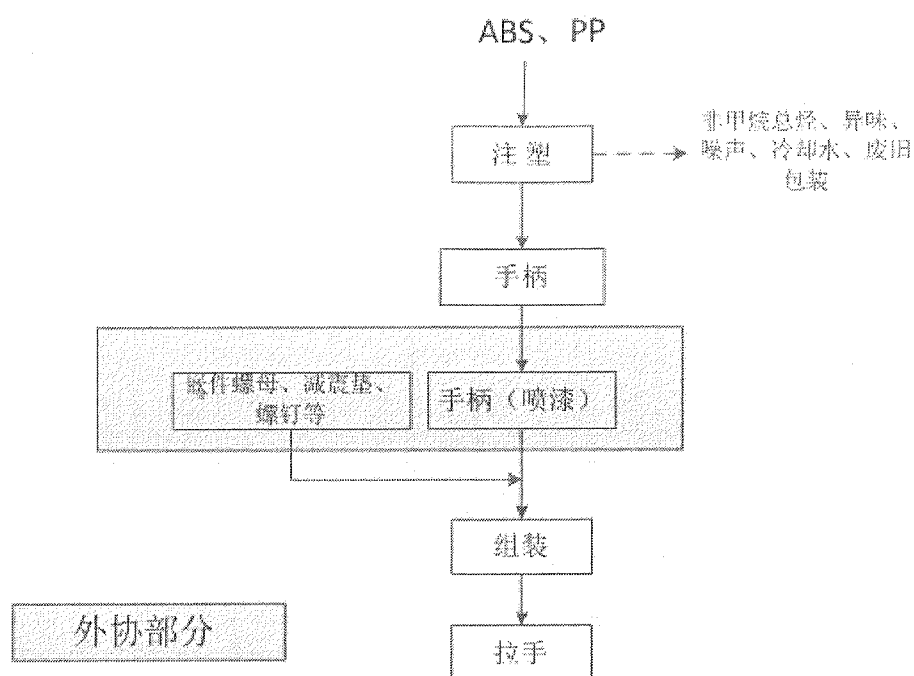 ABS、PP
注塑
非甲烷总烃、异味、
噪声、冷却水、废旧
包装
手柄
螺母、减震垫、
螺钉等
手柄（喷漆）
组装
外协部分
拉手